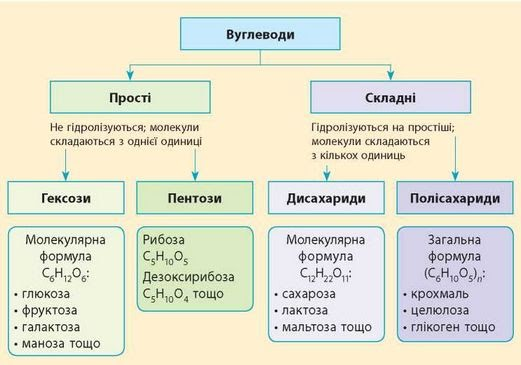 Вуглеводи
Прості
Складні
Не гідролізуються; молекули
складаються з однієї одиниці
Гідролізуються на простіші;
молекули складаються
з кількох одиниць
Гексози
Пентози
Дисахариди
Полісахариди
Молекулярна
формула
C₆H₁₂O₆:
• глюкоза
• фруктоза
• галактоза
• маноза тощо
Рибоза
C₅H₁₀O₅
Дезоксирибоза
C₅H₁₀O₄ тощо
Молекулярна
формула
C₁₂H₂₂O₁₁:
• сахароза
• лактоза
• мальтоза тощо
Загальна
формула
(C₆H₁₀O₅)ₙ:
• крохмаль
• целюлоза
• глікоген тощо